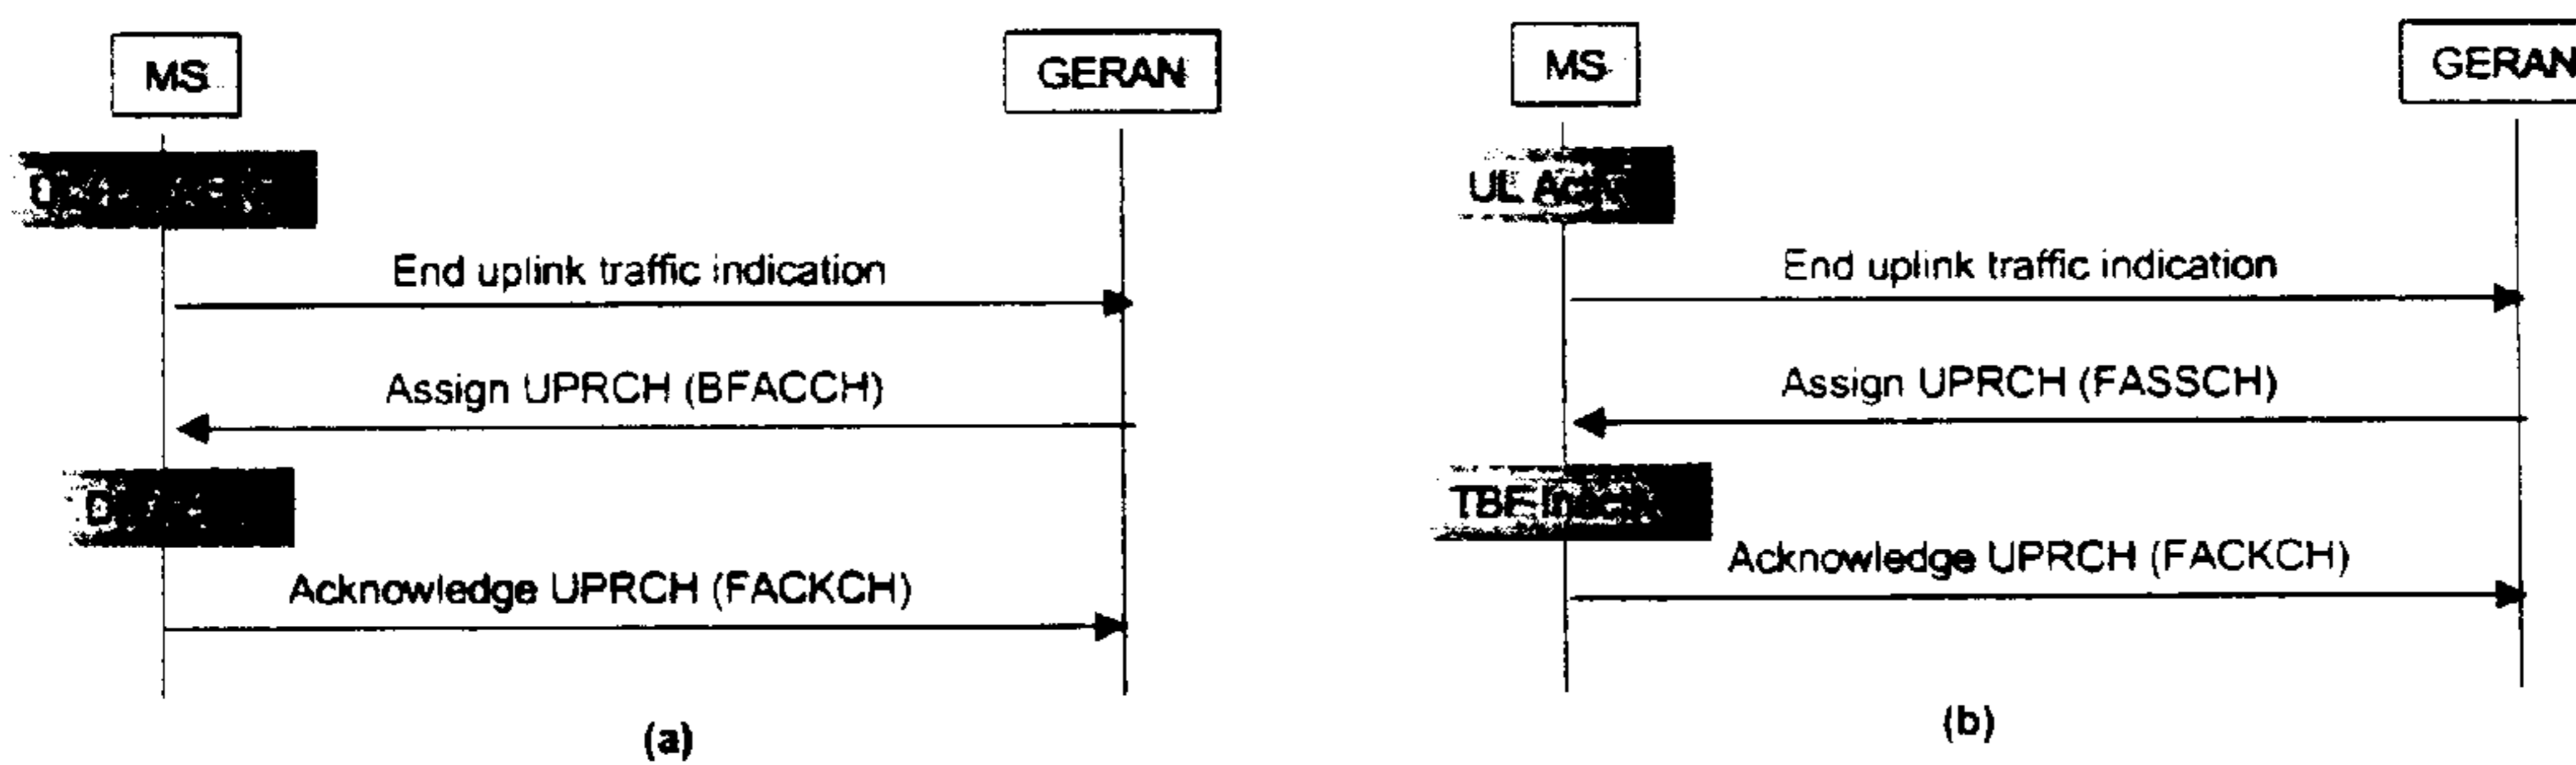 MS
GERAN
End uplink traffic indication
Assign UPRCH (BFACCH)
Acknowledge UPRCH (FACKCH)
(a)
MS
GERAN
UL
End uplink traffic indication
Assign UPRCH (FASSCH)
TBF
Acknowledge UPRCH (FACKCH)
(b)